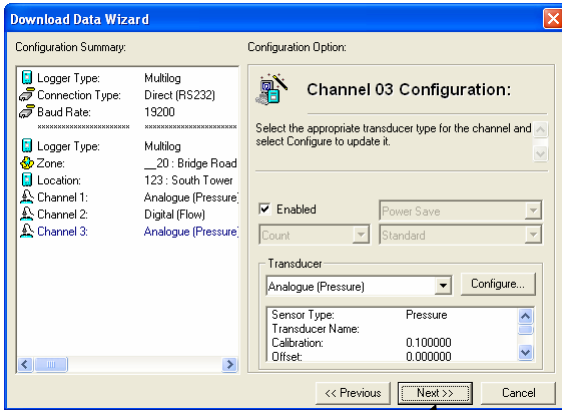 Download Data Wizard
Configuration Summary:
Configuration Option:
Logger Type: Multilog
Connection Type: Direct (RS232)
Baud Rate: 19200
xxxxxxxxxxxxxxxxxxxxxxx xxxxxxxxxxxxxxxxxxxxxxx
Logger Type: Multilog
Zone: __20 : Bridge Road
Location: 123 : South Tower
Channel 1: Analogue (Pressure)
Channel 2: Digital (Flow)
Channel 3: Analogue (Pressure)
Channel 03 Configuration:
Select the appropriate transducer type for the channel and
select Configure to update it.
Enabled
Power Save
Count
Standard
Transducer
Analogue (Pressure)
Configure...
Sensor Type: Pressure
Transducer Name:
Calibration: 0.100000
Offset: 0.000000
<< Previous
Next >>
Cancel